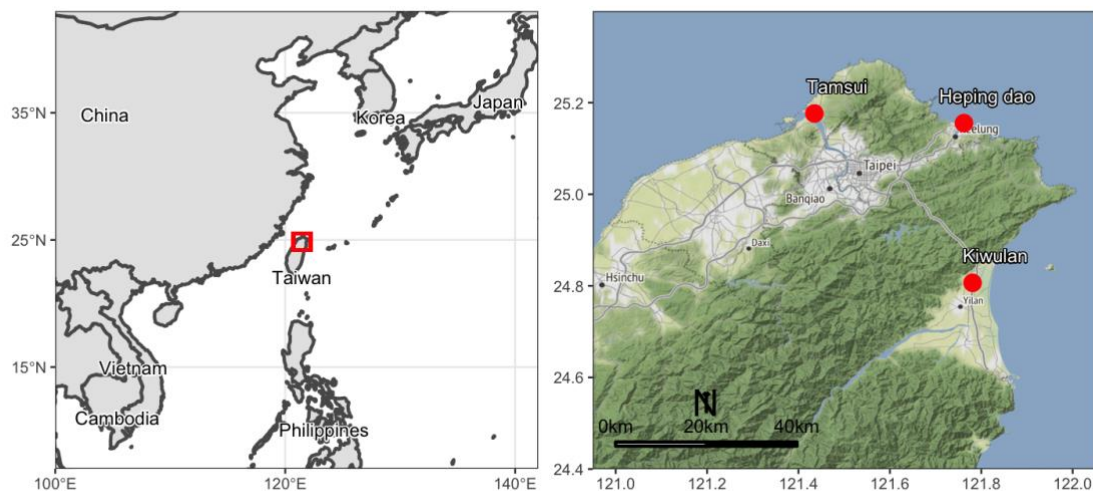 China
Korea
Japan
35°N
25°N
15°N
Taiwan
Vietnam
Cambodia
Philippines
100°E
120°E
140°E
Tamsui
Heping dao
25.2
Taipei
Banqiao
25.0
Daxi
Kiwulan
Hsinchu
24.8
Yilan
24.6
N
0km 20km 40km
24.4
121.0 121.2 121.4 121.6 121.8 122.0